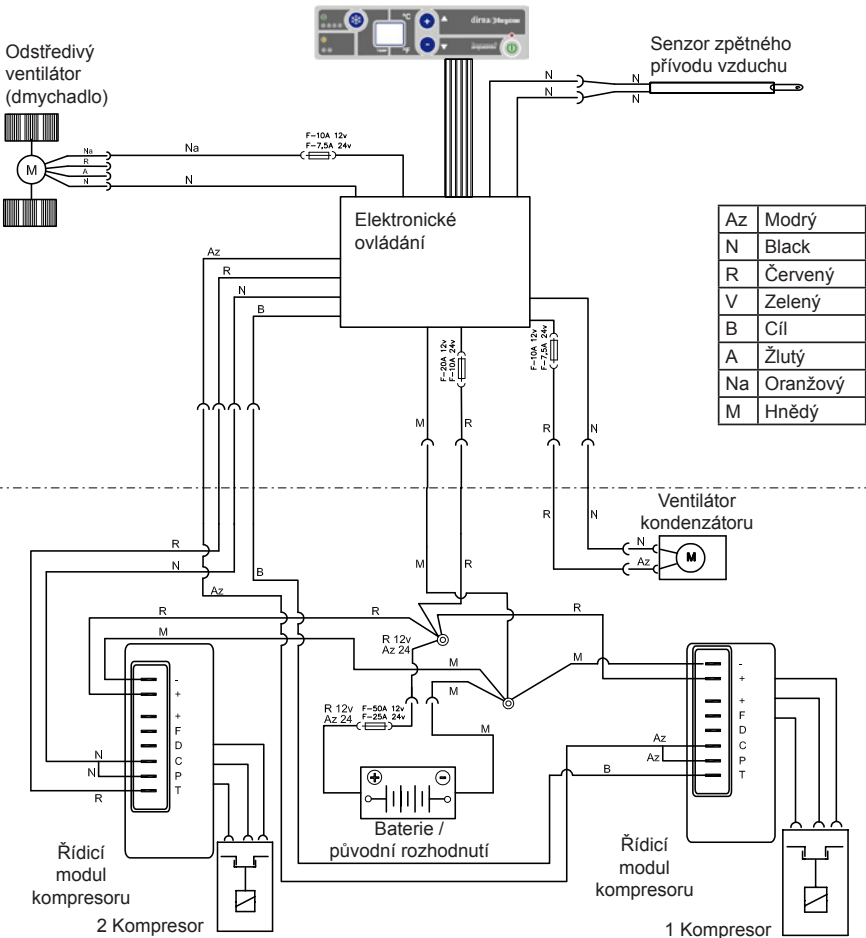 °C
dirna Bergstrom
°F
Odstředivý
ventilátor
(dmychadlo)
Senzor zpětného
přívodu vzduchu
N
N
N
N
Na
R
A
N
M
Na
N
F-10A 12v
F-7,5A 24v
Elektronické
ovládání
Az Modrý
N Black
R Červený
V Zelený
B Cíl
A Žlutý
Na Oranžový
M Hnědý
Az
R
N
B
F-20A 12v
F-10A 24v
F-10A 12v
F-7,5A 24v
M
R
R
N
Ventilátor
kondenzátoru
R
N
N
Az
M
R
N
B
Az
M
R
R
M
R
R 12v
Az 24
R
M
M
M
M
R 12v
Az 24
F-50A 12v
F-25A 24v
-
+
+
F
D
C
P
T
N
N
R
-
+
+
F
D
C
P
T
Az
Az
B
+
-
Baterie /
původní rozhodnutí
Řídicí
modul
kompresoru
2 Kompresor
Řídicí
modul
kompresoru
1 Kompresor